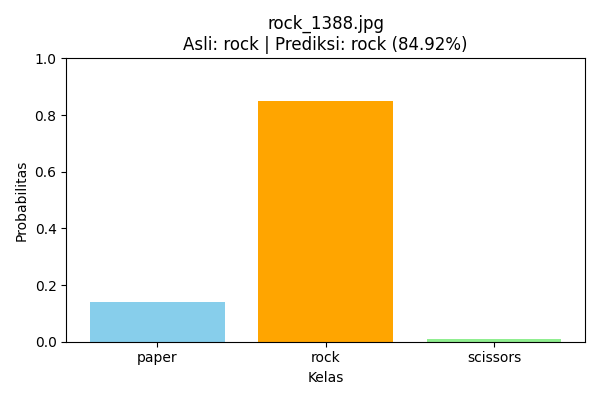 rock_1388.jpg
Asli: rock | Prediksi: rock (84.92%)
1.0
0.8
0.6
0.4
0.2
0.0
Probabilitas
paper
rock
scissors
Kelas